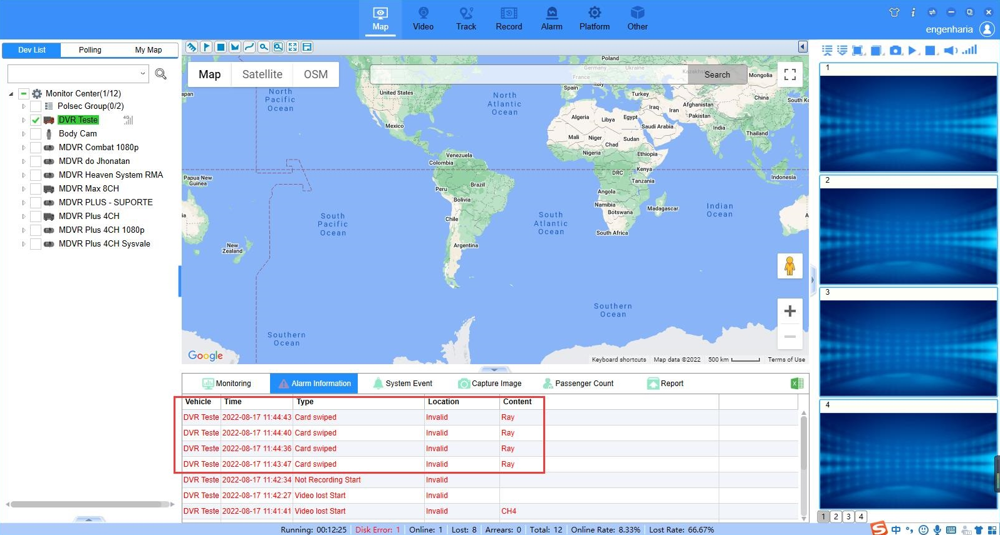 Map
Video
Track
Record
Alarm
Platform
Other
engenharia
Dev List
Polling
My Map
Monitor Center(1/12)
Polsec Group(0/2)
DVR Teste
4G
Body Cam
MDVR Combat 1080p
MDVR do Jhonatan
MDVR Heaven System RMA
MDVR Max 8CH
MDVR PLUS - SUPORTE
MDVR Plus 4CH
MDVR Plus 4CH 1080p
MDVR Plus 4CH Sysvale
Map
Satellite
OSM
Search
Poland
Germany
Ukraine
France
Kazakhstan
Mongolia
Spain
Italy
Turkey
China
South Ko
apan
United States
North
Pacific
Ocean
North
Atlantic
Ocean
Iraq
Iran
Afghanistan
Pakistan
Algeria
Libya
Egypt
Saudi Arabia
India
Mexico
Mali
Niger
Sudan
Chad
Thailand
Venezuela
Colombia
Nigeria
Ethiopia
DRC
Kenya
Papua New
Guinea
Peru
Brazil
Tanzania
Indonesia
Angola
Bolivia
Namibia
Botswana
Madagascar
Indian
Ocean
ia
South
Pacific
Ocean
Chile
South
Atlantic
Ocean
South Africa
A
New
Zealand
Argentina
Southern
Ocean
Southern
Ocean
Google
Keyboard shortcuts
Map data ©2022
500 km
Terms of Use
Monitoring
Alarm Information
System Event
Capture Image
Passenger Count
Report
Vehicle Time Type Location Content
DVR Teste 2022-08-17 11:44:43 Card swiped Invalid Ray
DVR Teste 2022-08-17 11:44:40 Card swiped Invalid Ray
DVR Teste 2022-08-17 11:44:36 Card swiped Invalid Ray
DVR Teste 2022-08-17 11:43:47 Card swiped Invalid Ray
DVR Teste 2022-08-17 11:42:34 Not Recording Start Invalid
DVR Teste 2022-08-17 11:42:27 Video lost Start Invalid
DVR Teste 2022-08-17 11:41:41 Video lost Start Invalid CH4
1
2
3
4
1 2 3 4
Running: 00:12:25 Disk Error: 1 Online: 1 Lost: 8 Arrears: 0 Total: 12 Online Rate: 8.33% Lost Rate: 66.67%
S 中